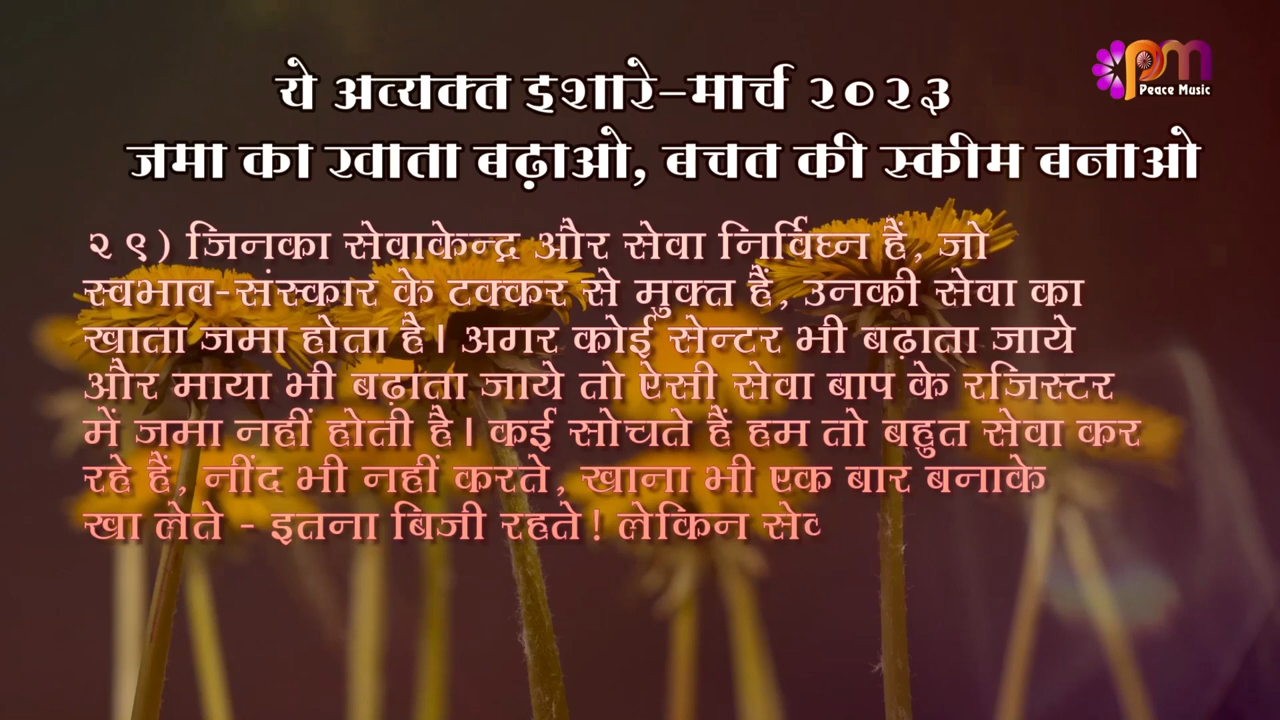 ये अव्यक्त इशारे-मार्च २०२३
pm
Peace Music
जमा का खाता बढ़ाओ, बचत की स्कीम बनाओ
२९) जिनका सेवाकेन्द्र और सेवा निर्विघ्न हैं, जो
स्वभाव-संस्कार के टक्कर से मुक्त हैं, उनकी सेवा का
खाता जमा होता है। अगर कोई सेन्टर भी बढ़ाता जाये
और माया भी बढ़ाता जाये तो ऐसी सेवा बाप के रजिस्टर
में जमा नहीं होती है। कई सोचते हैं हम तो बहुत सेवा कर
रहे हैं, नींद भी नहीं करते, खाना भी एक बार बनाके
खा लेते - इतना बिजी रहते! लेकिन